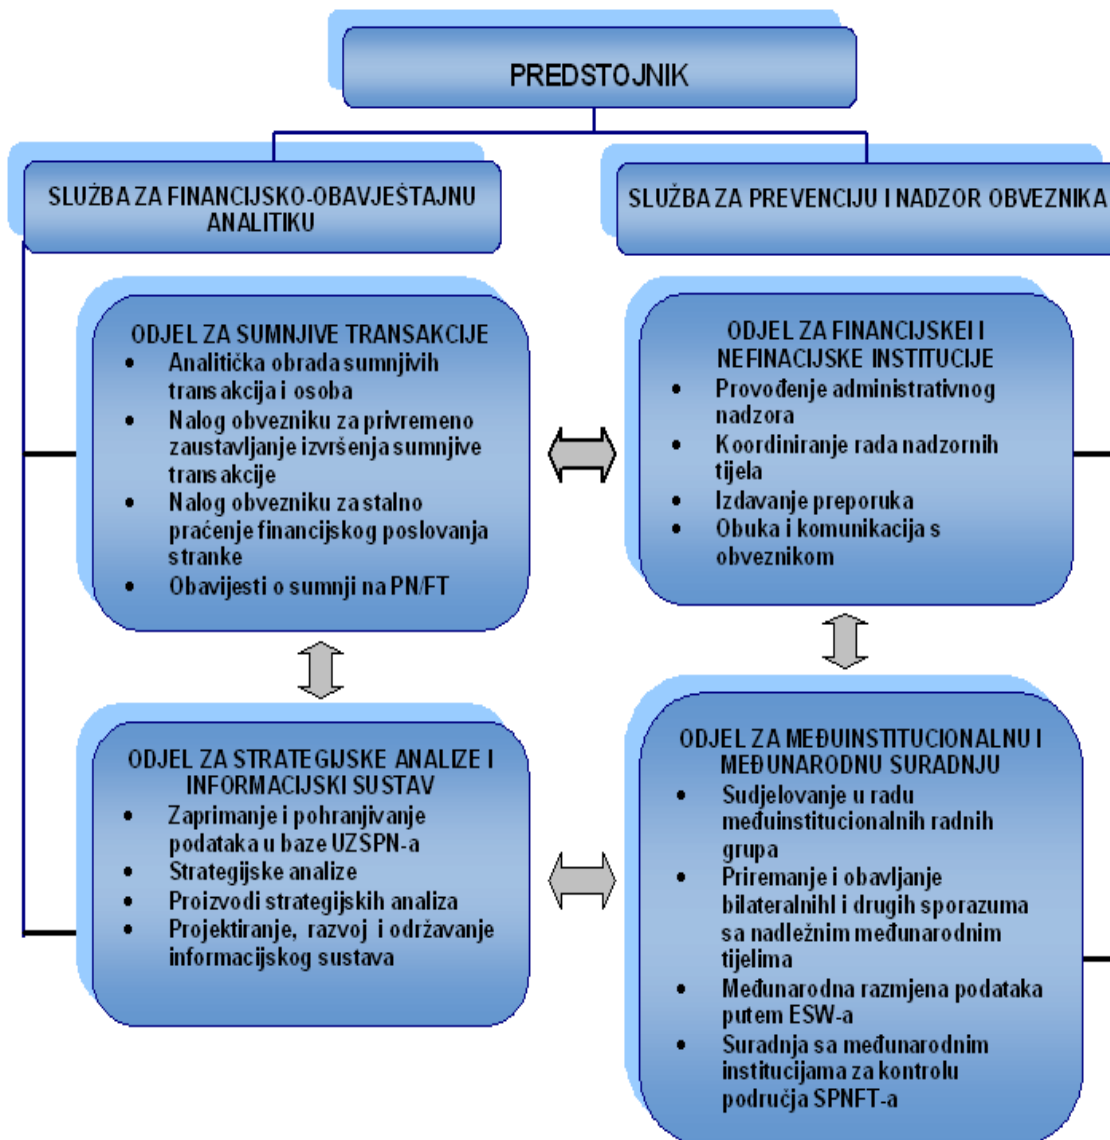 PREDSTOJNIK
SLUŽBA ZA FINANCIJSKO-OBAVJEŠTAJNU
ANALITIKU
SLUŽBA ZA PREVENCIJU I NADZOR OBVEZNIKA
ODJEL ZA SUMNJIVE TRANSAKCIJE
• Analitička obrada sumnjivih
transakcija i osoba
• Nalog obvezniku za privremeno
zaustavljanje izvršenja sumnjive
transakcije
• Nalog obvezniku za stalno
praćenje financijskog poslovanja
stranke
• Obavijesti o sumnji na PN/FT
ODJEL ZA FINANCIJSKEI I
NEFINACIJSKE INSTITUCIJE
• Provođenje administrativnog
nadzora
• Koordiniranje rada nadzornih
tijela
• Izdavanje preporuka
• Obuka i komunikacija s
obveznikom
ODJEL ZA STRATEGIJSKE ANALIZE I
INFORMACIJSKI SUSTAV
• Zaprimanje i pohranjivanje
podataka u baze UZSPN-a
• Strategijske analize
• Proizvodi strategijskih analiza
• Projektiranje, razvoj i održavanje
informacijskog sustava
ODJEL ZA MEĐUINSTITUCIONALNU I
MEĐUNARODNU SURADNJU
• Sudjelovanje u radu
međuinstitucionalnih radnih
grupa
• Priremanje i obavljanje
bilateralnihl i drugih sporazuma
sa nadležnim međunarodnim
tijelima
• Međunarodna razmjena podataka
putem ESW-a
• Suradnja sa međunarodnim
institucijama za kontrolu
područja SPNFT-a